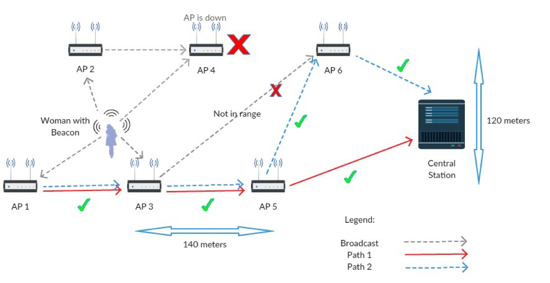 AP is down
AP 2
AP 4
AP 6
Woman with
Beacon
Not in range
120 meters
Central
Station
AP 1
AP 3
AP 5
140 meters
Legend:
Broadcast
Path 1
Path 2